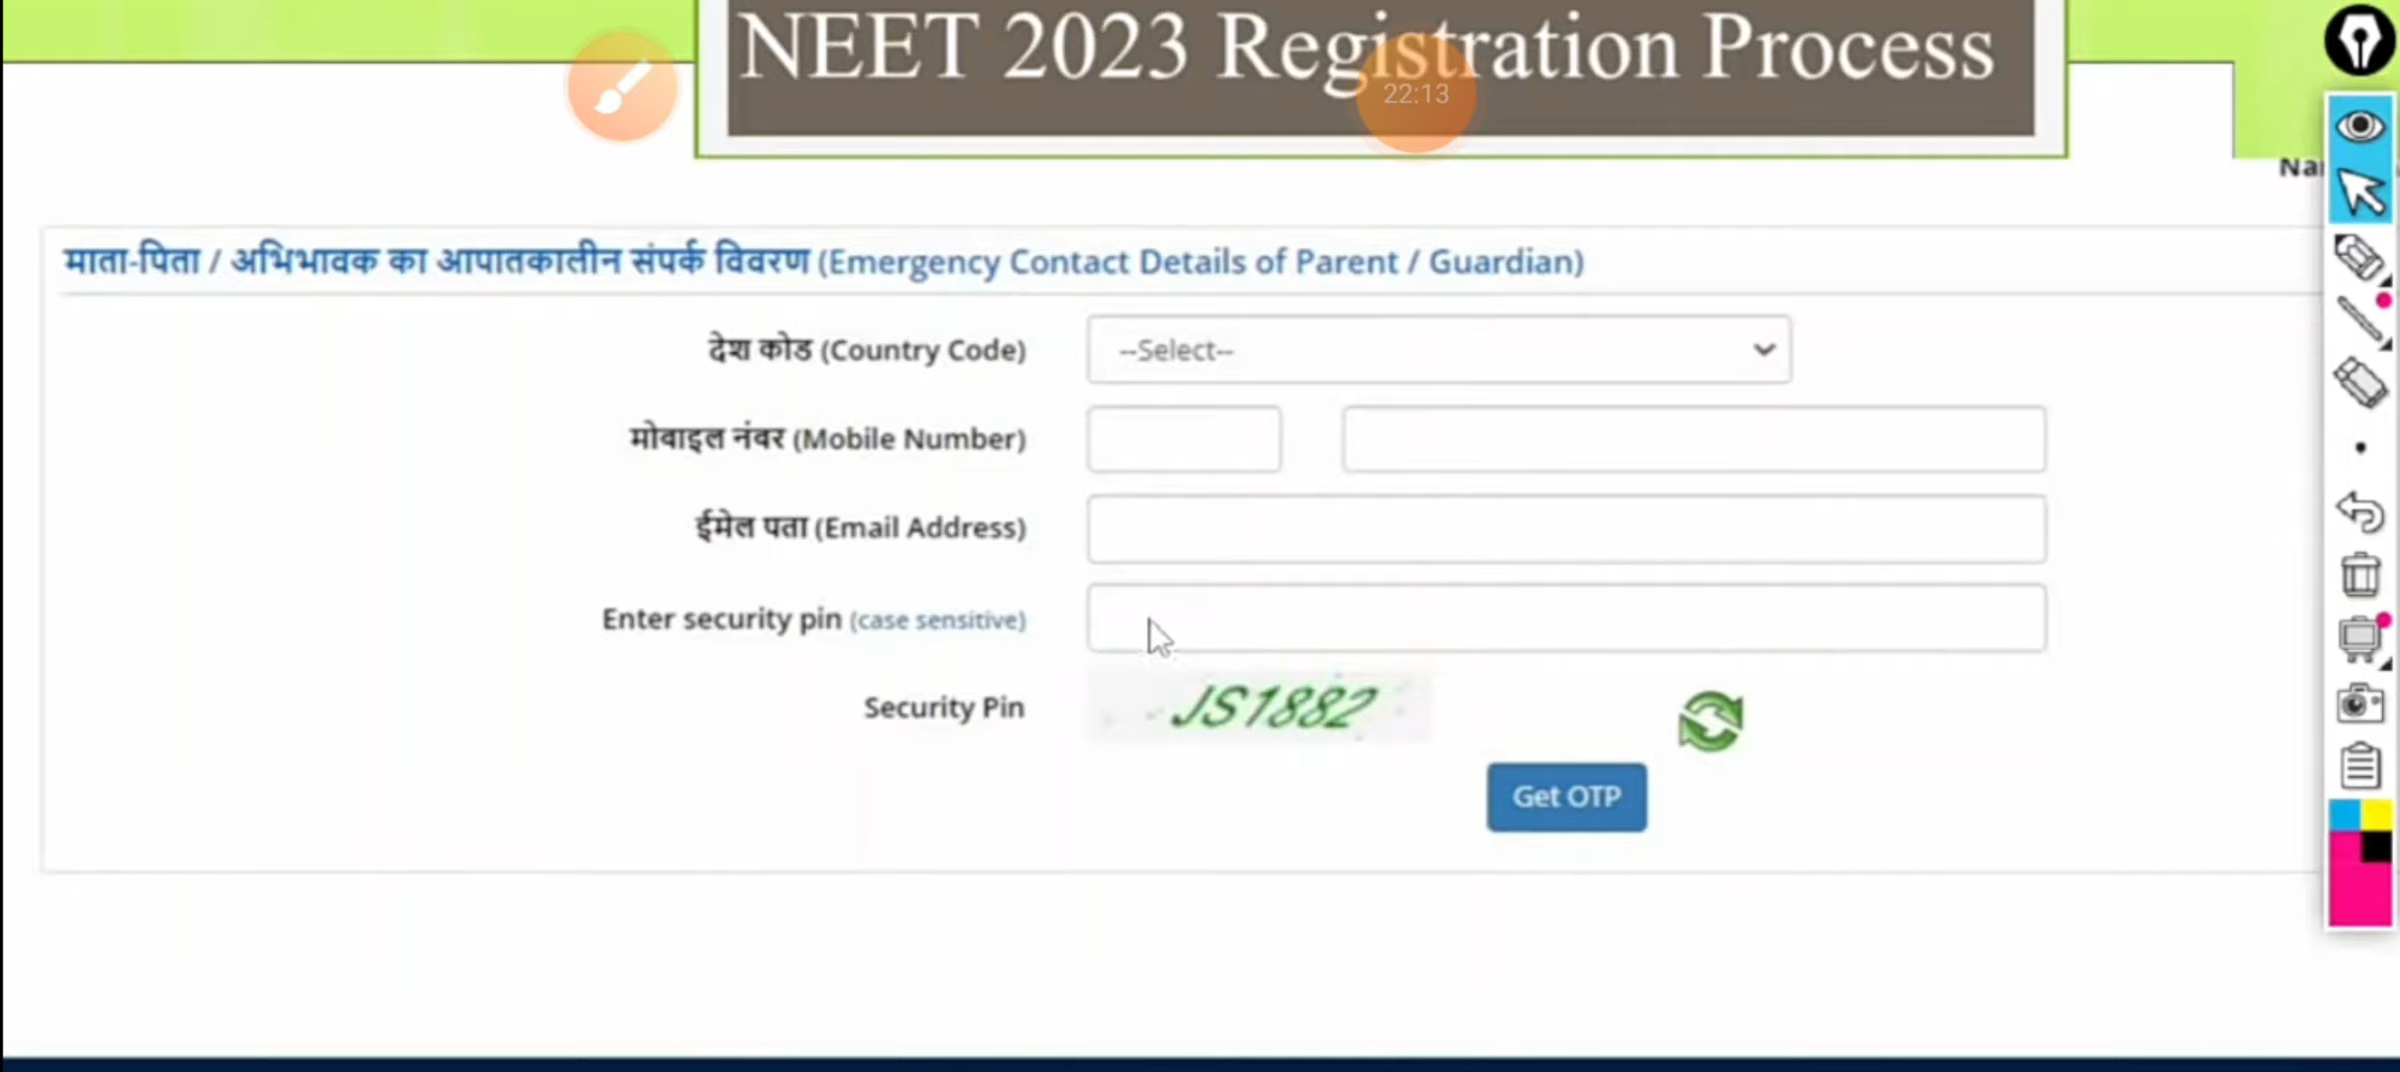 NEET 2023 Registration Process
22:13
माता-पिता / अभिभावक का आपातकालीन संपर्क विवरण (Emergency Contact Details of Parent / Guardian)
देश कोड (Country Code)
--Select--
मोबाइल नंबर (Mobile Number)
ईमेल पता (Email Address)
Enter security pin (case sensitive)
Security Pin
JS1882
Get OTP